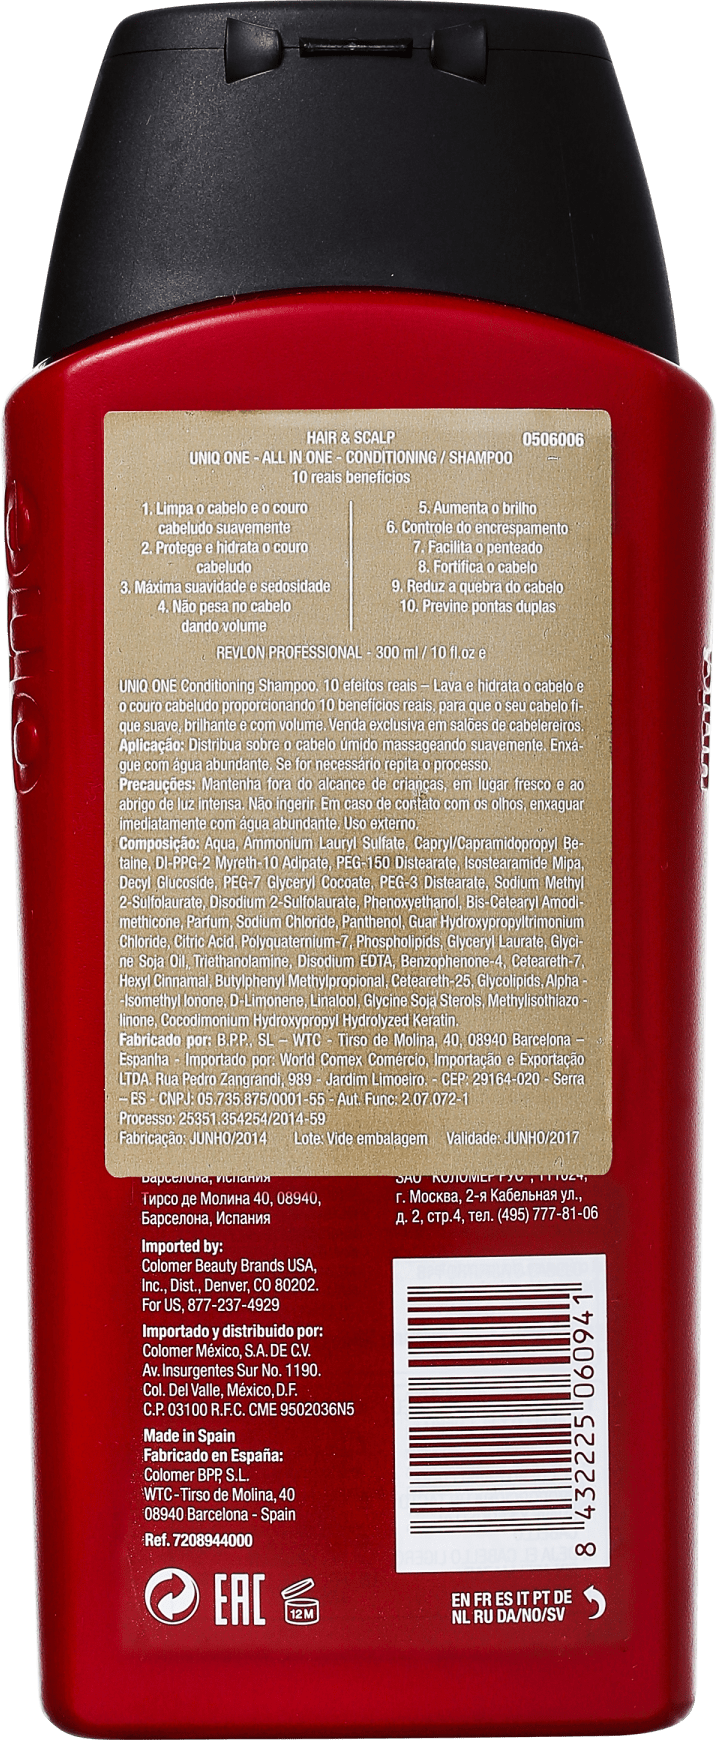 HAIR & SCALP 0506006
UNIQ ONE - ALL IN ONE - CONDITIONING / SHAMPOO
10 reais benefícios
1. Limpa o cabelo e o couro
cabeludo suavemente
2. Protege e hidrata o couro
cabeludo
3. Máxima suavidade e sedosidade
4. Não pesa no cabelo
dando volume
5. Aumenta o brilho
6. Controle do encrespamento
7. Facilita o penteado
8. Fortifica o cabelo
9. Reduz a quebra do cabelo
10. Previne pontas duplas
REVLON PROFESSIONAL - 300 ml / 10 fl.oz e
UNIQ ONE Conditioning Shampoo. 10 efeitos reais – Lava e hidrata o cabelo e
o couro cabeludo proporcionando 10 benefícios reais, para que o seu cabelo fi-
que suave, brilhante e com volume. Venda exclusiva em salões de cabelereiros.
Aplicação: Distribua sobre o cabelo úmido massageando suavemente. Enxá-
gue com água abundante. Se for necessário repita o processo.
Precauções: Mantenha fora do alcance de crianças, em lugar fresco e ao
abrigo de luz intensa. Não ingerir. Em caso de contato com os olhos, enxaguar
imediatamente com água abundante. Uso externo.
Composição: Aqua, Ammonium Lauryl Sulfate, Capryl/Capramidopropyl Be-
taine, DI-PPG-2 Myreth-10 Adipate, PEG-150 Distearate, Isostearamide Mipa,
Decyl Glucoside, PEG-7 Glyceryl Cocoate, PEG-3 Distearate, Sodium Methyl
2-Sulfolaurate, Disodium 2-Sulfolaurate, Phenoxyethanol, Bis-Cetearyl Amodi-
methicone, Parfum, Sodium Chloride, Panthenol, Guar Hydroxypropyltrimonium
Chloride, Citric Acid, Polyquaternium-7, Phospholipids, Glyceryl Laurate, Glyci-
ne Soja Oil, Triethanolamine, Disodium EDTA, Benzophenone-4, Ceteareth-7,
Hexyl Cinnamal, Butylphenyl Methylpropional, Ceteareth-25, Glycolipids, Alpha -
-Isomethyl Ionone, D-Limonene, Linalool, Glycine Soja Sterols, Methylisothiazo -
linone, Cocodimonium Hydroxypropyl Hydrolyzed Keratin.
Fabricado por: B.P.P., SL – WTC - Tirso de Molina, 40, 08940 Barcelona –
Espanha - Importado por: World Comex Comércio, Importação e Exportação
LTDA. Rua Pedro Zangrandi, 989 - Jardim Limoeiro. - CEP: 29164-020 - Serra
– ES - CNPJ: 05.735.875/0001-55 - Aut. Func: 2.07.072-1
Processo: 25351.354254/2014-59
Fabricação: JUNHO/2014 Lote: Vide embalagem Validade: JUNHO/2017
Барселона, Испания
Тирсо де Молина 40, 08940,
Барселона, Испания
ЗАО "КОЛОМЕР РУС", 111024,
г. Москва, 2-я Кабельная ул.,
д. 2, стр.4, тел. (495) 777-81-06
Imported by:
Colomer Beauty Brands USA,
Inc., Dist., Denver, CO 80202.
For US, 877-237-4929
Importado y distribuido por:
Colomer México, S.A. DE C.V.
Av. Insurgentes Sur No. 1190.
Col. Del Valle, México, D.F.
C.P. 03100 R.F.C. CME 9502036N5
Made in Spain
Fabricado en España:
Colomer BPP, S.L.
WTC-Tirso de Molina, 40
08940 Barcelona - Spain
Ref. 7208944000
8 432225 060941
EAC
12 M
EN FR ES IT PT DE
NL RU DA/NO/SV